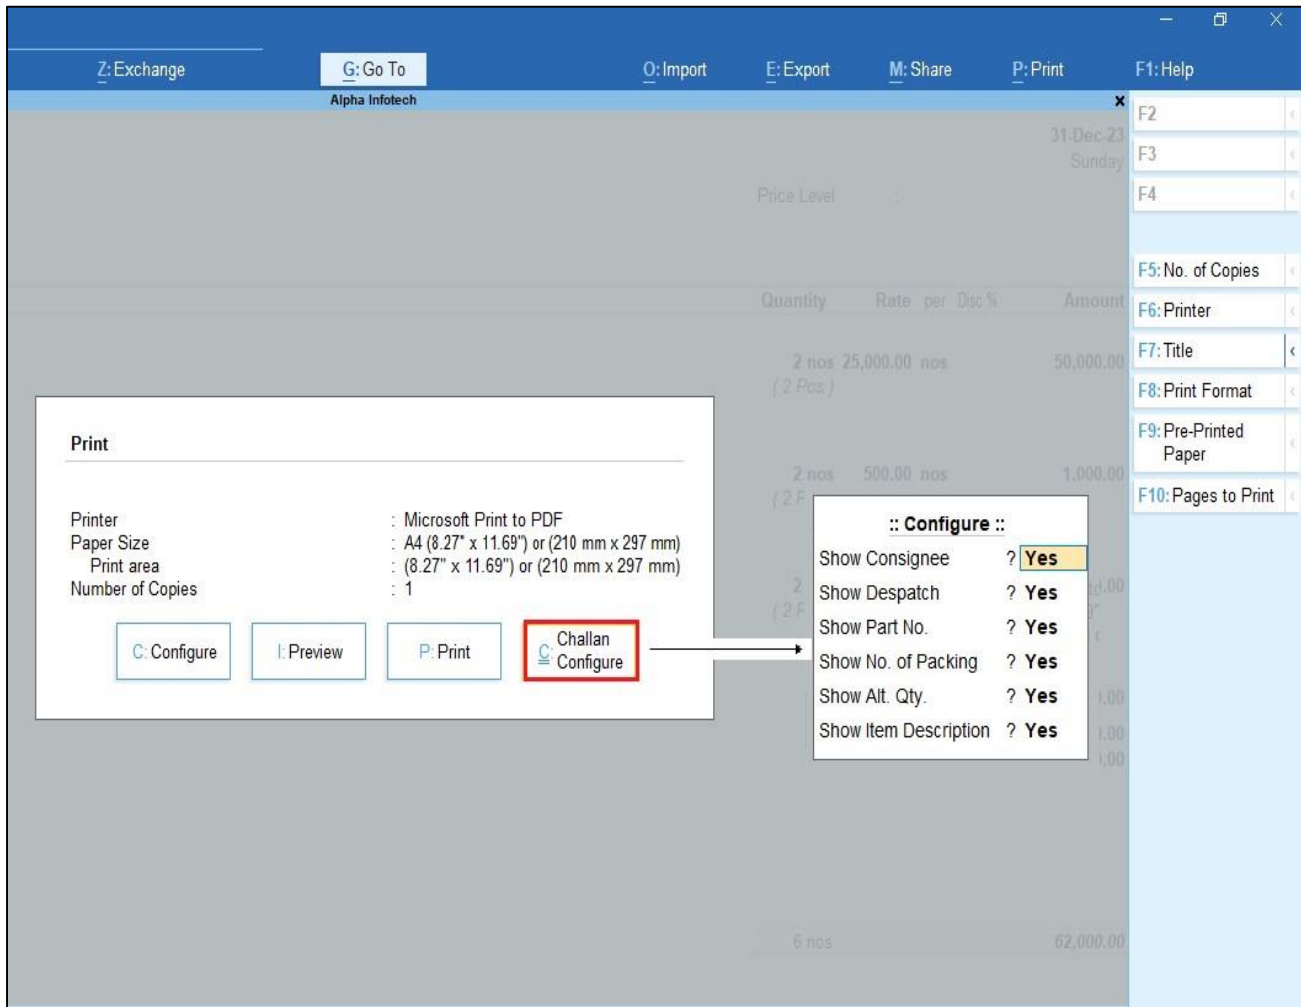 Z: Exchange G: Go To O: Import E: Export M: Share P: Print F1: Help
Alpha Infotech
F2
31-Dec-23
F3
Sunday
F4
Price Level :
F5: No. of Copies
Quantity Rate per Disc % Amount
F6: Printer
F7: Title
2 nos 25,000.00 nos 50,000.00
( 2 Pcs )
F8: Print Format
F9: Pre-Printed
Paper
2 nos 500.00 nos 1,000.00
F10: Pages to Print
Print
Printer : Microsoft Print to PDF
Paper Size : A4 (8.27" x 11.69") or (210 mm x 297 mm)
Print area : (8.27" x 11.69") or (210 mm x 297 mm)
Number of Copies : 1
C: Configure
I: Preview
P: Print
C: Challan
Configure
:: Configure ::
Show Consignee ? Yes
Show Despatch ? Yes
Show Part No. ? Yes
Show No. of Packing ? Yes
Show Alt. Qty. ? Yes
Show Item Description ? Yes
6 nos 62,000.00